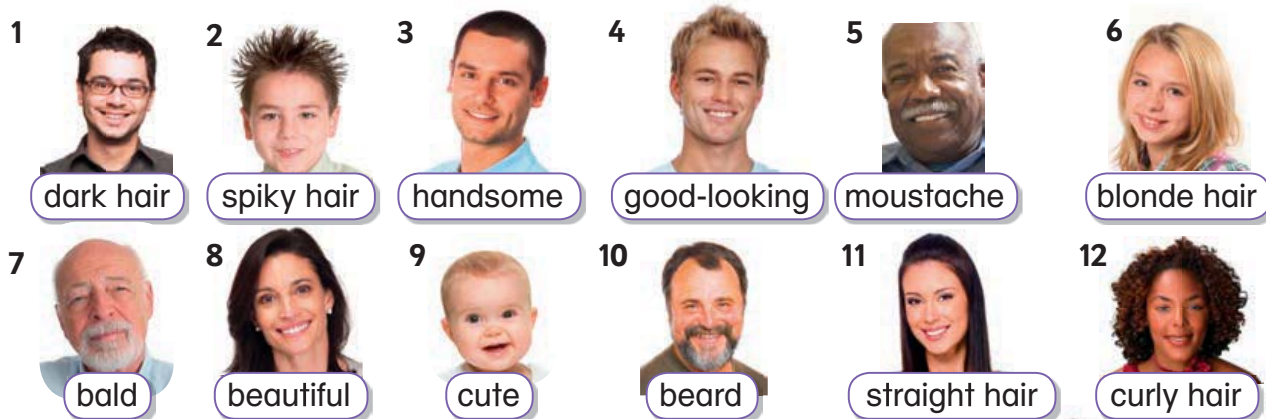 1 2 3 4 5 6
dark hair spiky hair handsome good-looking moustache blonde hair
7 8 9 10 11 12
bald beautiful cute beard straight hair curly hair